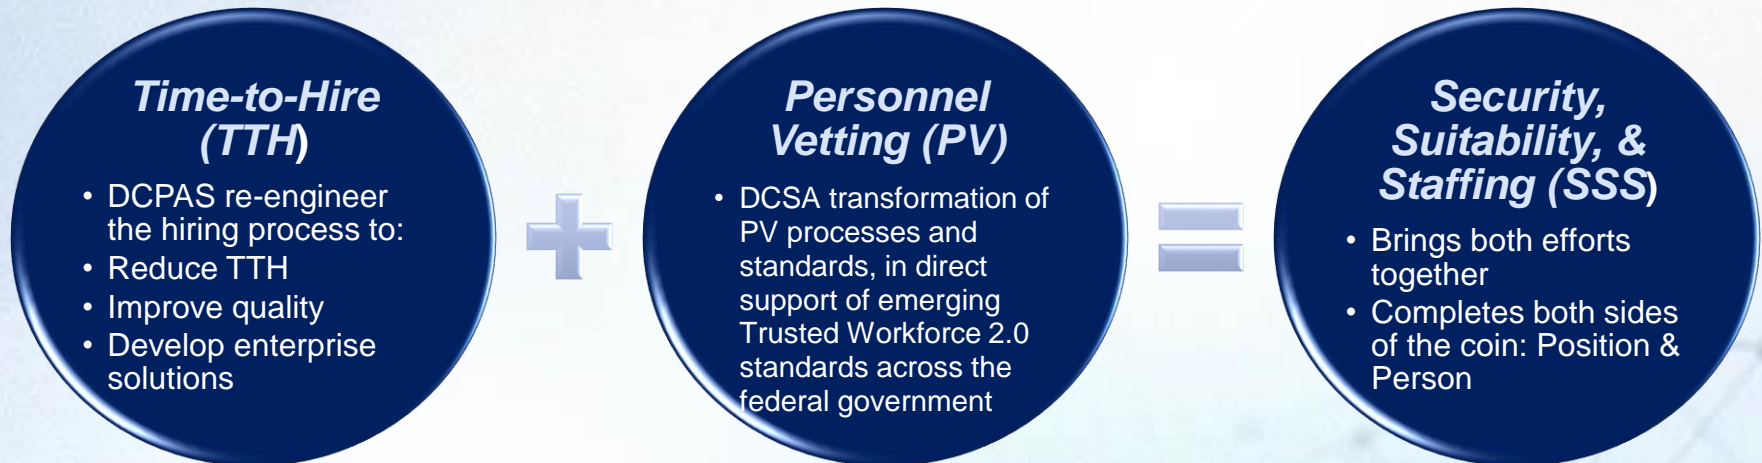 Time-to-Hire
(TTH)
• DCPAS re-engineer
the hiring process to:
• Reduce TTH
• Improve quality
• Develop enterprise
solutions
Personnel
Vetting (PV)
• DCSA transformation of
PV processes and
standards, in direct
support of emerging
Trusted Workforce 2.0
standards across the
federal government
Security,
Suitability, &
Staffing (SSS)
• Brings both efforts
together
• Completes both sides
of the coin: Position &
Person